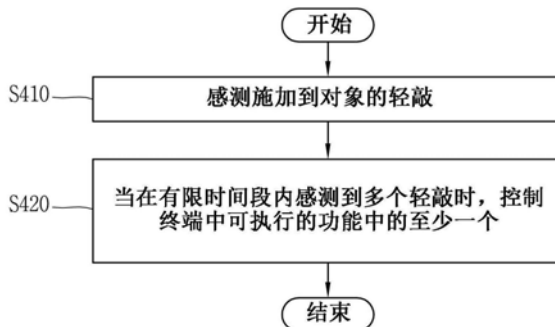 开始
S410
感测施加到对象的轻敲
S420
当在有限时间段内感测到多个轻敲时，控制
终端中可执行的功能中的至少一个
结束